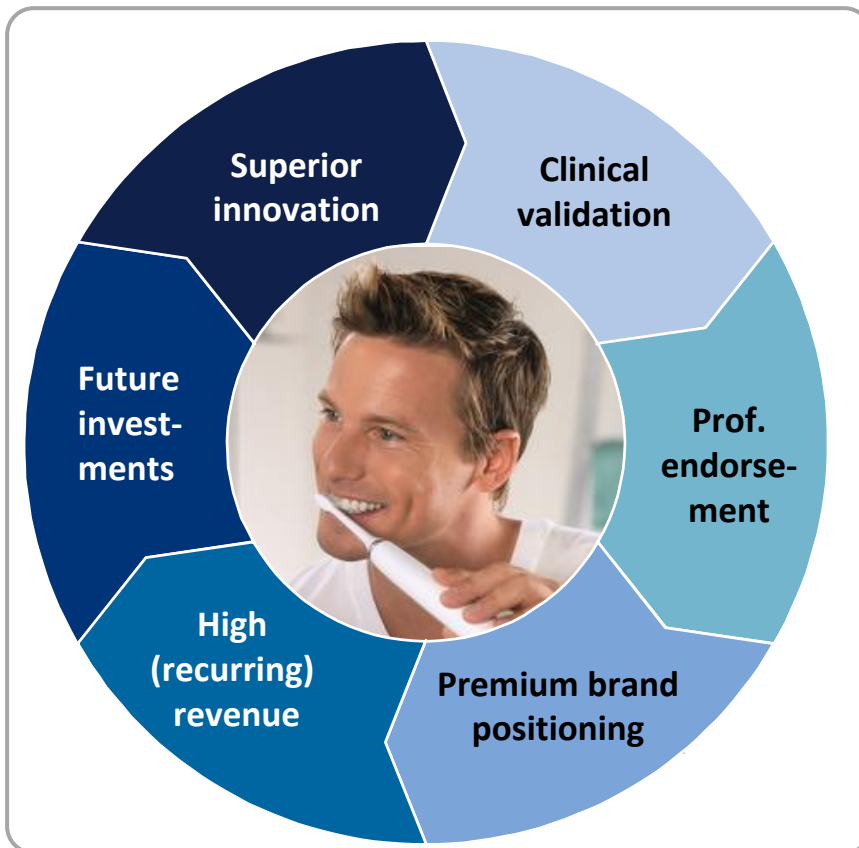 Superior
innovation
Clinical
validation
Prof.
endorse-
ment
Premium brand
positioning
High
(recurring)
revenue
Future
invest-
ments